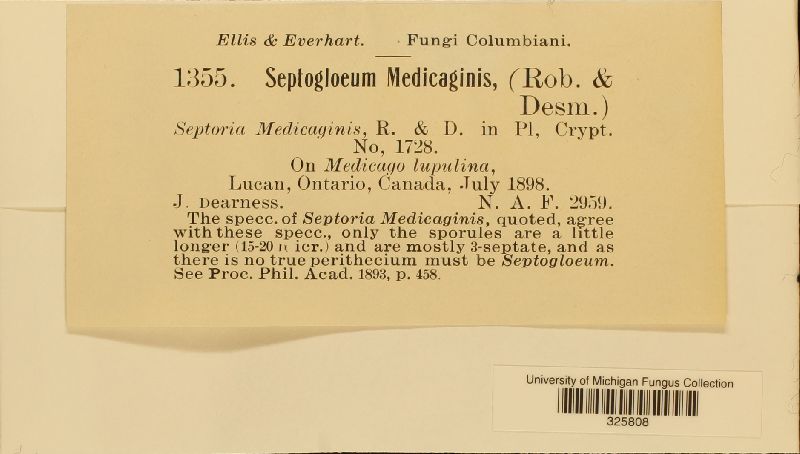 Ellis & Everhart. Fungi Columbiani.
1355. Septogloeum Medicaginis, (Rob. &
Desm.)
Septoria Medicaginis, R. & D. in Pl, Crypt.
No, 1728.
On Medicago lupulina,
Lucan, Ontario, Canada, July 1898.
J. Dearness. N. A. F. 2959.
The specc. of Septoria Medicaginis, quoted, agree
with these specc., only the sporules are a little
longer (15-20 icr.) and are mostly 3-septate, and as
there is no true perithecium must be Septogloeum.
See Proc. Phil. Acad. 1893, p. 458.
University of Michigan Fungus Collection
325808